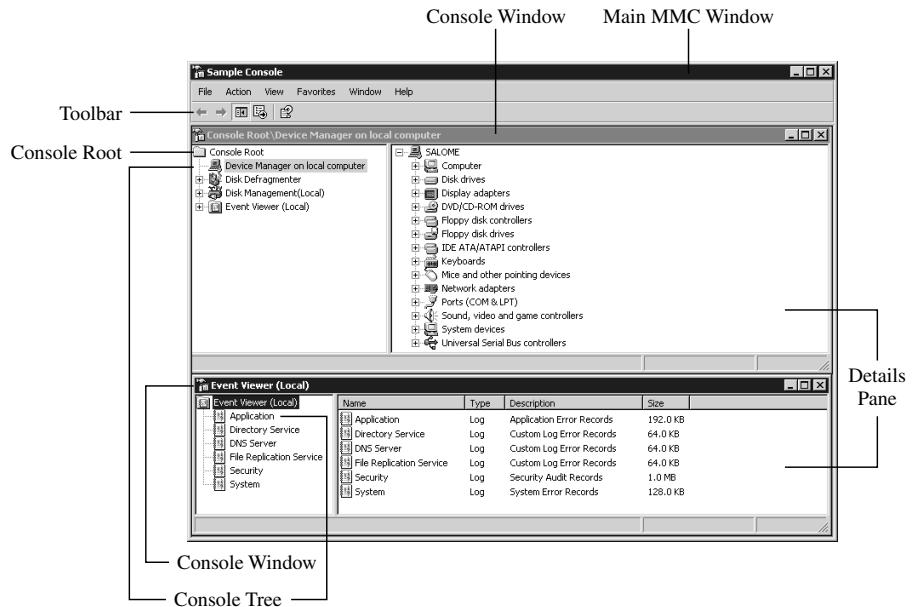 Console Window
Main MMC Window
Sample Console
File Action View Favorites Window Help
Toolbar
Console Root\Device Manager on local computer
Console Root
Console Root
Device Manager on local computer
Disk Defragmenter
Disk Management(Local)
Event Viewer (Local)
SALOME
Computer
Disk drives
Display adapters
DVD/CD-ROM drives
Floppy disk controllers
Floppy disk drives
IDE ATA/ATAPI controllers
Keyboards
Mice and other pointing devices
Network adapters
Ports (COM & LPT)
Sound, video and game controllers
System devices
Universal Serial Bus controllers
Details
Pane
Event Viewer (Local)
Event Viewer (Local)
Application
Directory Service
DNS Server
File Replication Service
Security
System
Name Type Description Size
Application Log Application Error Records 192.0 KB
Directory Service Log Custom Log Error Records 64.0 KB
DNS Server Log Custom Log Error Records 64.0 KB
File Replication Service Log Custom Log Error Records 64.0 KB
Security Log Security Audit Records 1.0 MB
System Log System Error Records 128.0 KB
Console Window
Console Tree